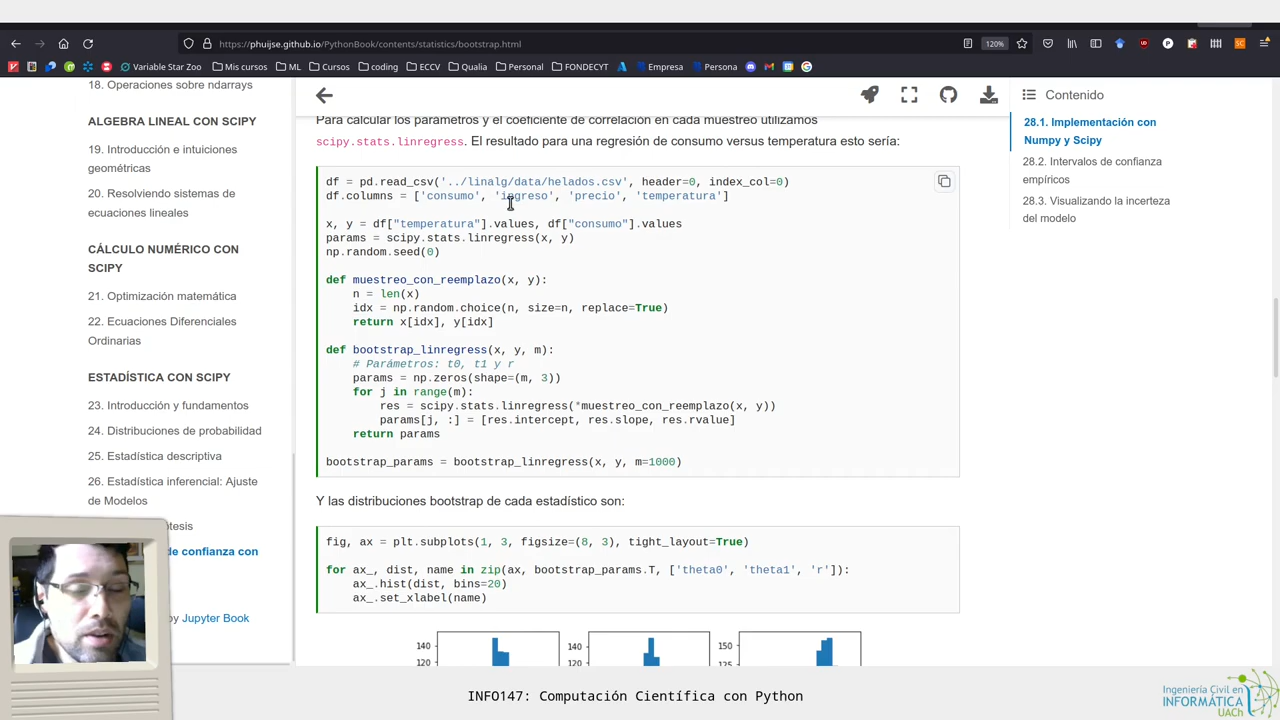 https://phuijse.github.io/PythonBook/contents/statistics/bootstrap.html
120%
Variable Star Zoo
Mis cursos
ML
Cursos
coding
ECCV
Qualia
Personal
FONDECYT
Empresa
Persona
18. Operaciones sobre ndarrays
ALGEBRA LINEAL CON SCIPY
19. Introducción e intuiciones
geométricas
20. Resolviendo sistemas de
ecuaciones lineales
CÁLCULO NUMÉRICO CON
SCIPY
21. Optimización matemática
22. Ecuaciones Diferenciales
Ordinarias
ESTADÍSTICA CON SCIPY
23. Introducción y fundamentos
24. Distribuciones de probabilidad
25. Estadística descriptiva
26. Estadística inferencial: Ajuste
de Modelos
de confianza con
by Jupyter Book
Para calcular los parámetros y el coeficiente de correlación en cada muestreo utilizamos
scipy.stats.linregress. El resultado para una regresión de consumo versus temperatura esto sería:
df = pd.read_csv('../linalg/data/helados.csv', header=0, index_col=0)
df.columns = ['consumo', 'ingreso', 'precio', 'temperatura']
x, y = df["temperatura"].values, df["consumo"].values
params = scipy.stats.linregress(x, y)
np.random.seed(0)
def muestreo_con_reemplazo(x, y):
n = len(x)
idx = np.random.choice(n, size=n, replace=True)
return x[idx], y[idx]
def bootstrap_linregress(x, y, m):
# Parámetros: t0, t1 y r
params = np.zeros(shape=(m, 3))
for j in range(m):
res = scipy.stats.linregress(*muestreo_con_reemplazo(x, y))
params[j, :] = [res.intercept, res.slope, res.rvalue]
return params
bootstrap_params = bootstrap_linregress(x, y, m=1000)
Y las distribuciones bootstrap de cada estadístico son:
fig, ax = plt.subplots(1, 3, figsize=(8, 3), tight_layout=True)
for ax_, dist, name in zip(ax, bootstrap_params.T, ['theta0', 'theta1', 'r']):
ax_.hist(dist, bins=20)
ax_.set_xlabel(name)
140
120
140
120
150
125
Contenido
28.1. Implementación con
Numpy y Scipy
28.2. Intervalos de confianza
empíricos
28.3. Visualizando la incerteza
del modelo
INFO147: Computación Científica con Python
Ingeniería Civil en
INFORMÁTICA
UACh